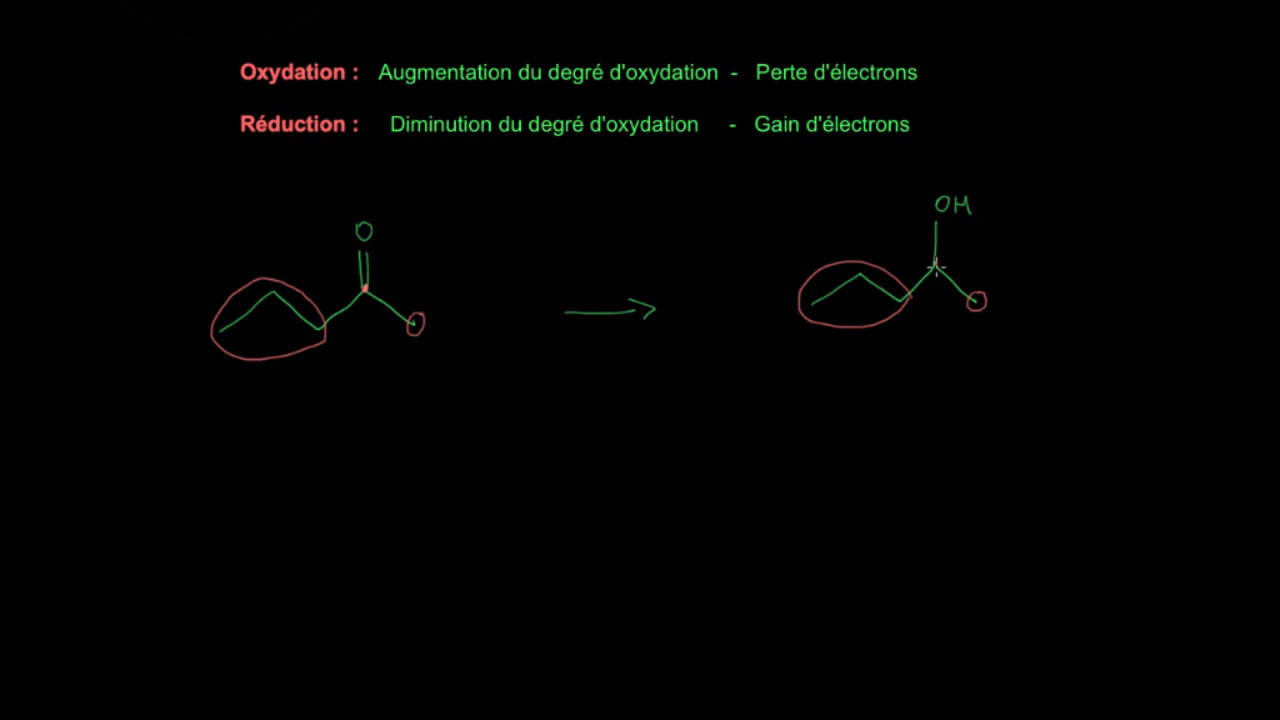 Oxydation : Augmentation du degré d'oxydation - Perte d'électrons
Réduction : Diminution du degré d'oxydation - Gain d'électrons
OH
O